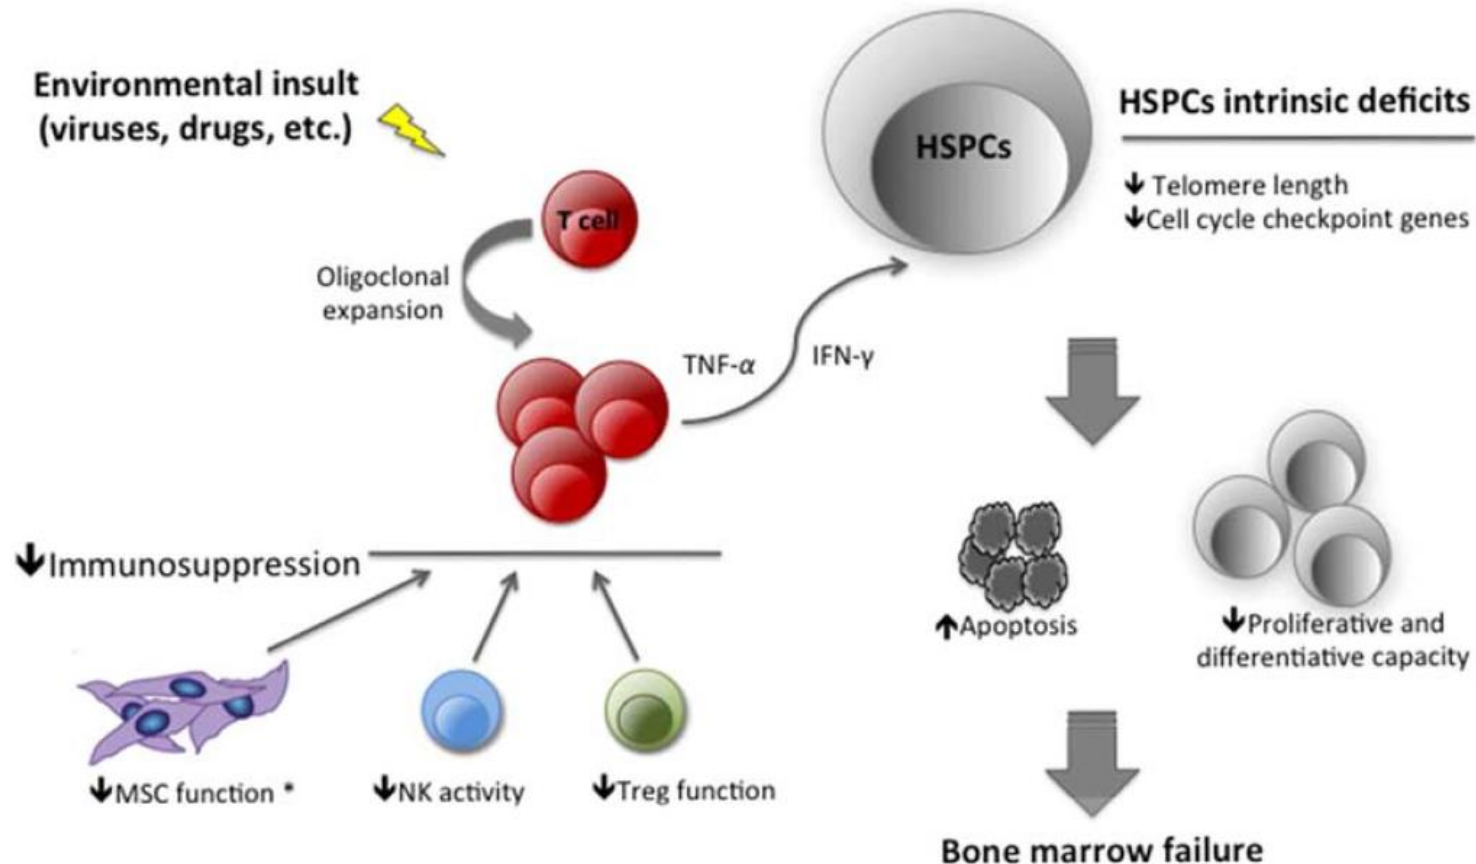 Environmental insult
(viruses, drugs, etc.)
T cell
Oligoclonal
expansion
TNF-α
IFN-γ
HSPCs
HSPCs intrinsic deficits
↓ Telomere length
↓Cell cycle checkpoint genes
↓Immunosuppression
↓MSC function *
↓NK activity
↓Treg function
↑Apoptosis
↓Proliferative and
differentiative capacity
Bone marrow failure